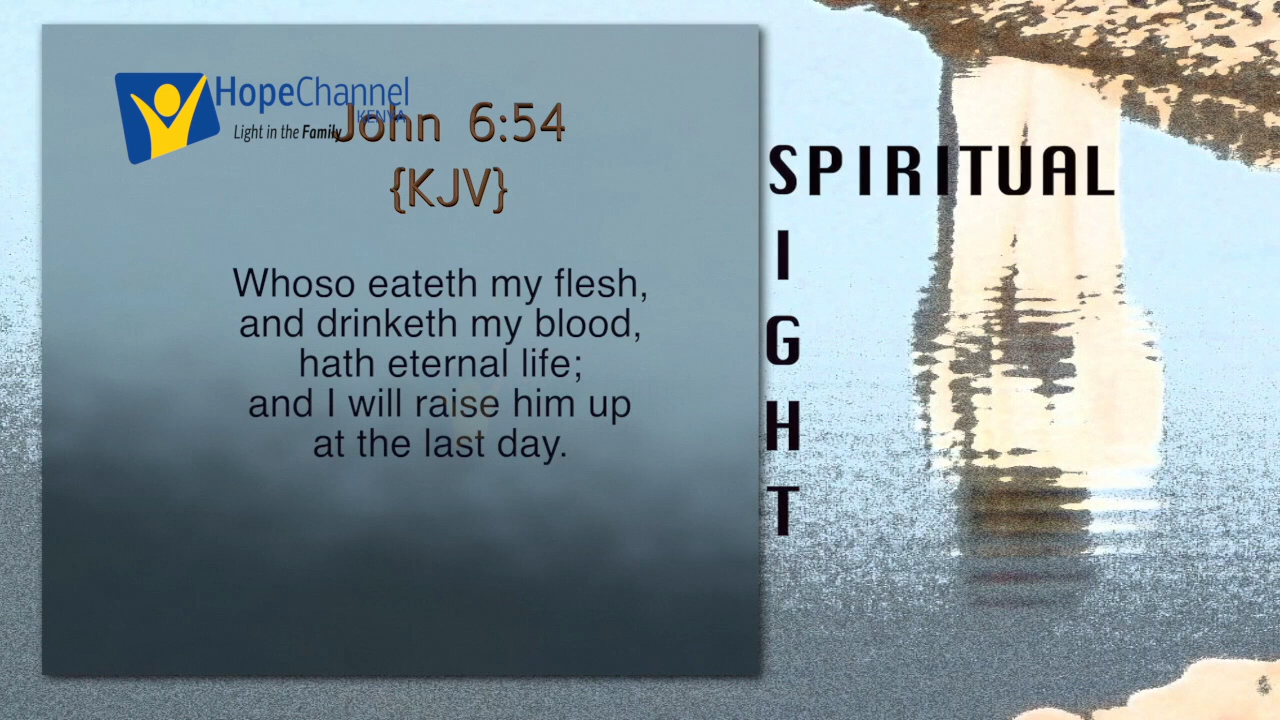 HopeChannel
KENYA
Light in the Family
John 6:54
{KJV}
Whoso eateth my flesh,
and drinketh my blood,
hath eternal life;
and I will raise him up
at the last day.
SPIRITUAL
I
G
H
T